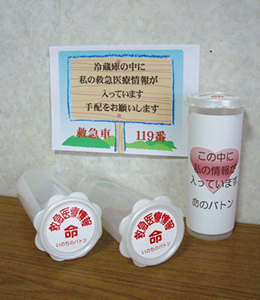 冷蔵庫の中に
私の救急医療情報が
入っています
手配をお願いします
救急車 119番
この中に
私の情報が
入っています
命のバトン
救急医療情報
命
いのちのバトン
救急医療情報
命
いのちのバトン